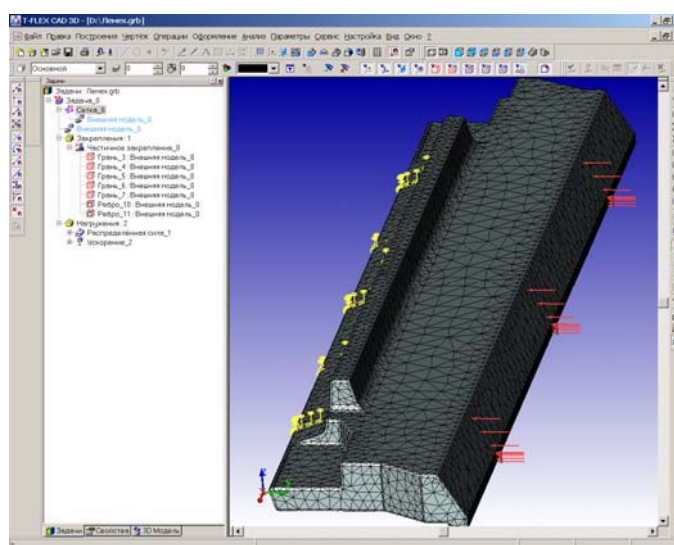 T-FLEX CAD 3D - [D:\Лемех.grb]
Файл Правка Построения Чертёж Операции Оформление Анализ Параметры Сервис Настройка Вид Окно ?
Основной 0 0
Задачи
Задачи : Лемех.grb
Задача_0
Сетка_0
Внешняя модель_0
Внешняя модель_0
Закрепления : 1
Частичное закрепление_0
Грань_3 : Внешняя модель_0
Грань_4 : Внешняя модель_0
Грань_5 : Внешняя модель_0
Грань_6 : Внешняя модель_0
Грань_7 : Внешняя модель_0
Ребро_10 : Внешняя модель_0
Ребро_11 : Внешняя модель_0
Нагружения : 2
Распределённая сила_1
Ускорение_2
Задачи Свойства 3D Модель